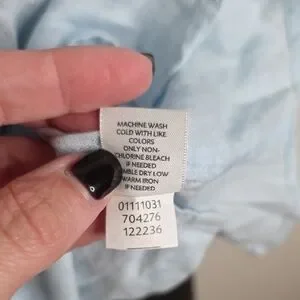 MACHINE WASH
COLD WITH LIKE
COLORS
ONLY NON-
CHLORINE BLEACH
IF NEEDED
MBLE DRY LOW
WARM IRON
IF NEEDED
01111031
704276
122236